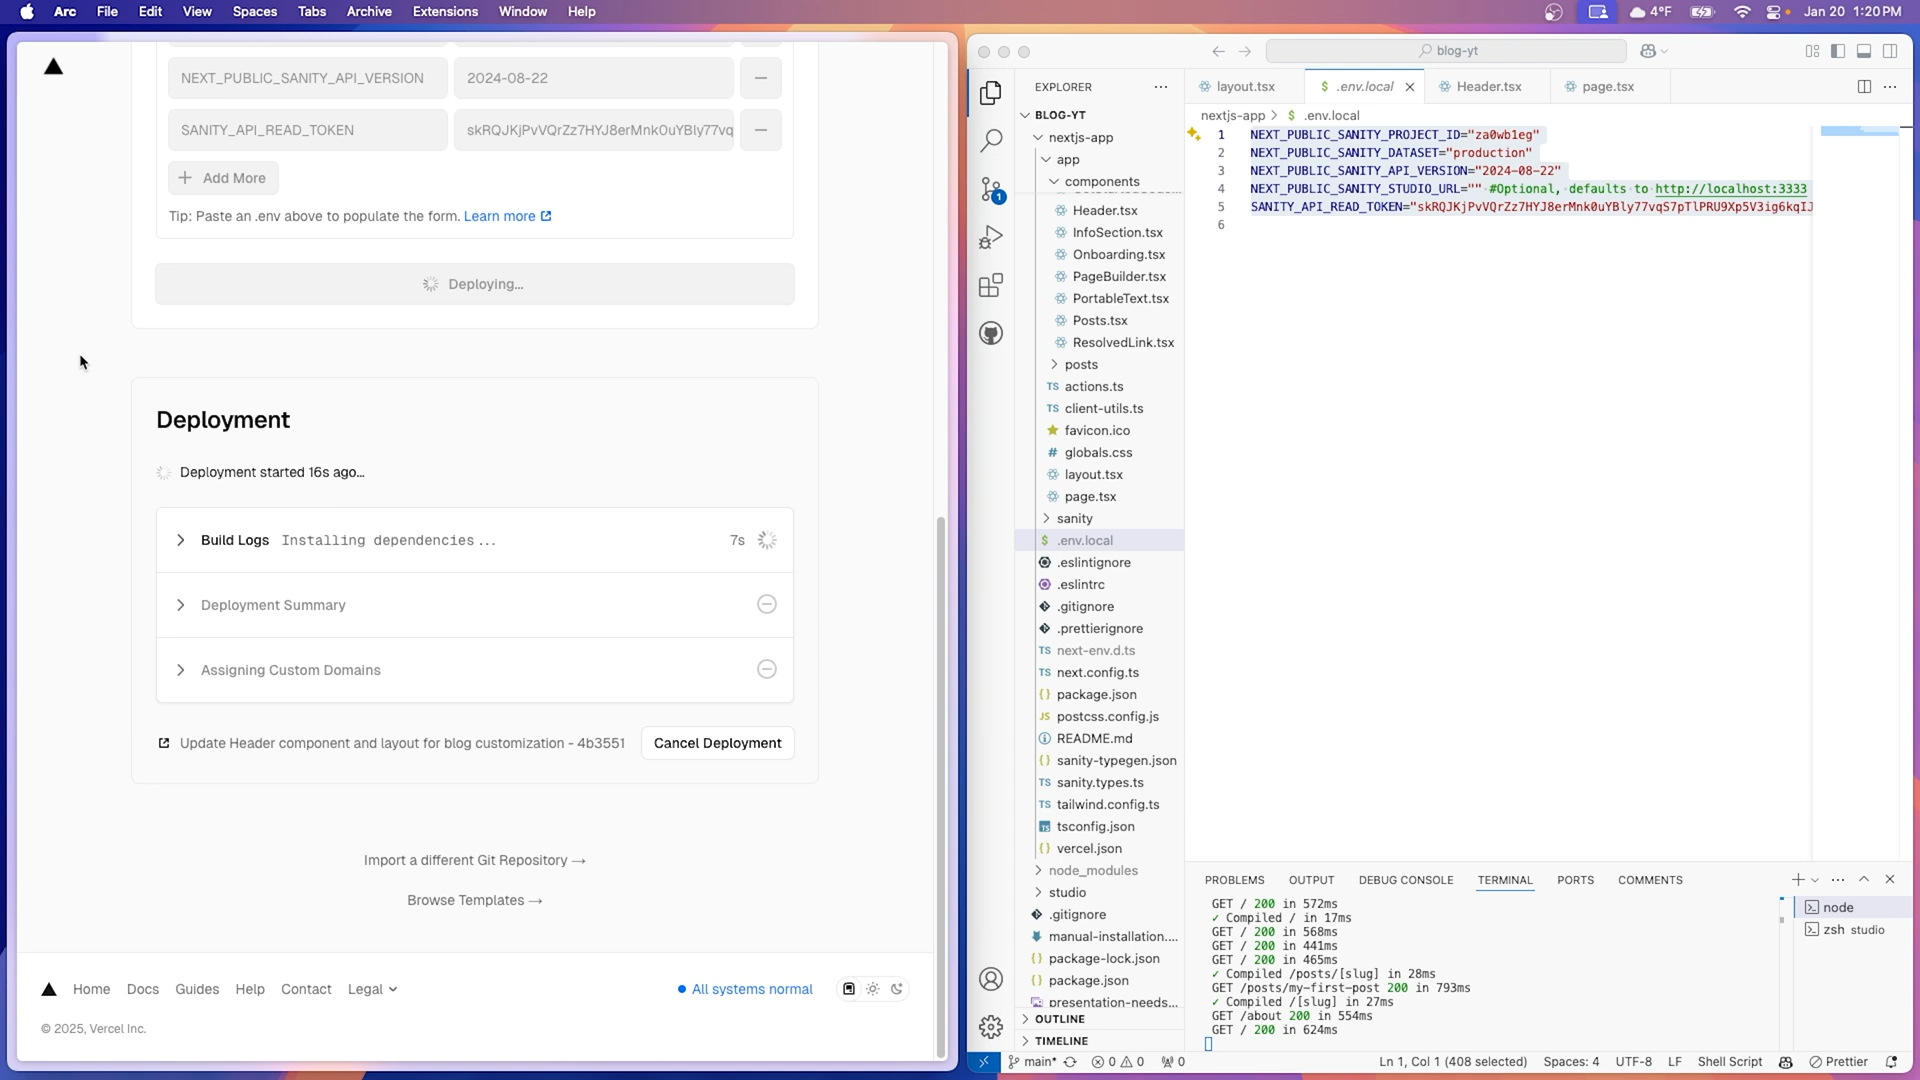 Arc File Edit View Spaces Tabs Archive Extensions Window Help
4°F Jan 20 1:20 PM
NEXT_PUBLIC_SANITY_API_VERSION 2024-08-22
SANITY_API_READ_TOKEN skRQJKjPvVQrZz7HYJ8erMnk0uYBly77vq
Add More
Tip: Paste an .env above to populate the form. Learn more
Deploying...
Deployment
Deployment started 16s ago...
Build Logs Installing dependencies... 7s
Deployment Summary
Assigning Custom Domains
Update Header component and layout for blog customization - 4b3551
Cancel Deployment
Import a different Git Repository →
Browse Templates →
Home Docs Guides Help Contact Legal
All systems normal
© 2025, Vercel Inc.
blog-yt
EXPLORER
BLOG-YT
nextjs-app
app
components
Header.tsx
InfoSection.tsx
Onboarding.tsx
PageBuilder.tsx
PortableText.tsx
Posts.tsx
ResolvedLink.tsx
posts
actions.ts
client-utils.ts
favicon.ico
globals.css
layout.tsx
page.tsx
sanity
.env.local
.eslintignore
.eslintrc
.gitignore
.prettierignore
next-env.d.ts
next.config.ts
package.json
postcss.config.js
README.md
sanity-typegen.json
sanity.types.ts
tailwind.config.ts
tsconfig.json
vercel.json
node_modules
studio
.gitignore
manual-installation....
package-lock.json
package.json
presentation-needs...
OUTLINE
TIMELINE
layout.tsx .env.local Header.tsx page.tsx
nextjs-app > $ .env.local
1 NEXT_PUBLIC_SANITY_PROJECT_ID="za0wb1eg"
2 NEXT_PUBLIC_SANITY_DATASET="production"
3 NEXT_PUBLIC_SANITY_API_VERSION="2024-08-22"
4 NEXT_PUBLIC_SANITY_STUDIO_URL="" #Optional, defaults to http://localhost:3333
5 SANITY_API_READ_TOKEN="skRQJKjPvVQrZz7HYJ8erMnk0uYBly77vqS7pTlPRU9Xp5V3ig6kqIJ
6
PROBLEMS OUTPUT DEBUG CONSOLE TERMINAL PORTS COMMENTS
GET / 200 in 572ms
✓ Compiled / in 17ms
GET / 200 in 568ms
GET / 200 in 441ms
GET / 200 in 465ms
✓ Compiled /posts/[slug] in 28ms
GET /posts/my-first-post 200 in 793ms
✓ Compiled /[slug] in 27ms
GET /about 200 in 554ms
GET / 200 in 624ms
node
zsh studio
main* 0 0 0 Ln 1, Col 1 (408 selected) Spaces: 4 UTF-8 LF Shell Script Prettier